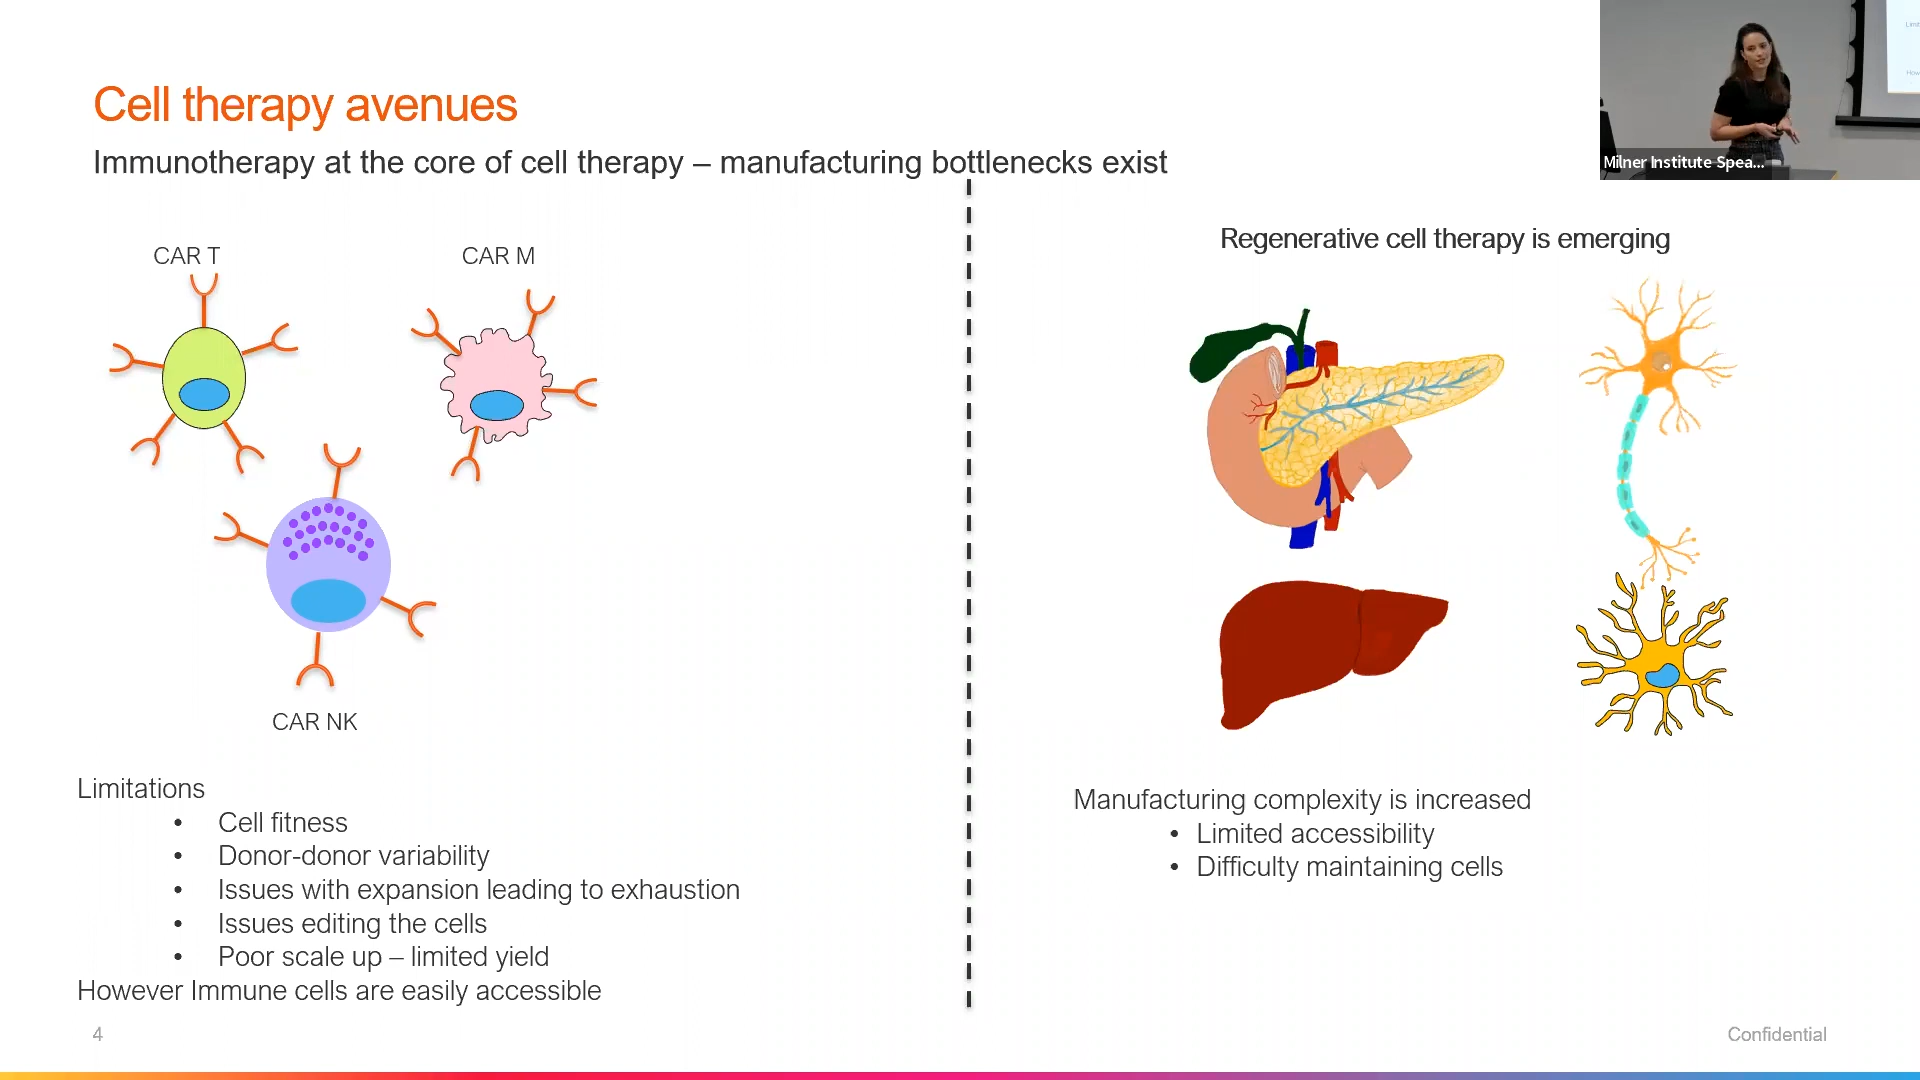 Cell therapy avenues
Immunotherapy at the core of cell therapy – manufacturing bottlenecks exist
Milner Institute Spea...
CAR T
CAR M
CAR NK
Limitations
• Cell fitness
• Donor-donor variability
• Issues with expansion leading to exhaustion
• Issues editing the cells
• Poor scale up – limited yield
However Immune cells are easily accessible
Regenerative cell therapy is emerging
Manufacturing complexity is increased
• Limited accessibility
• Difficulty maintaining cells
4
Confidential